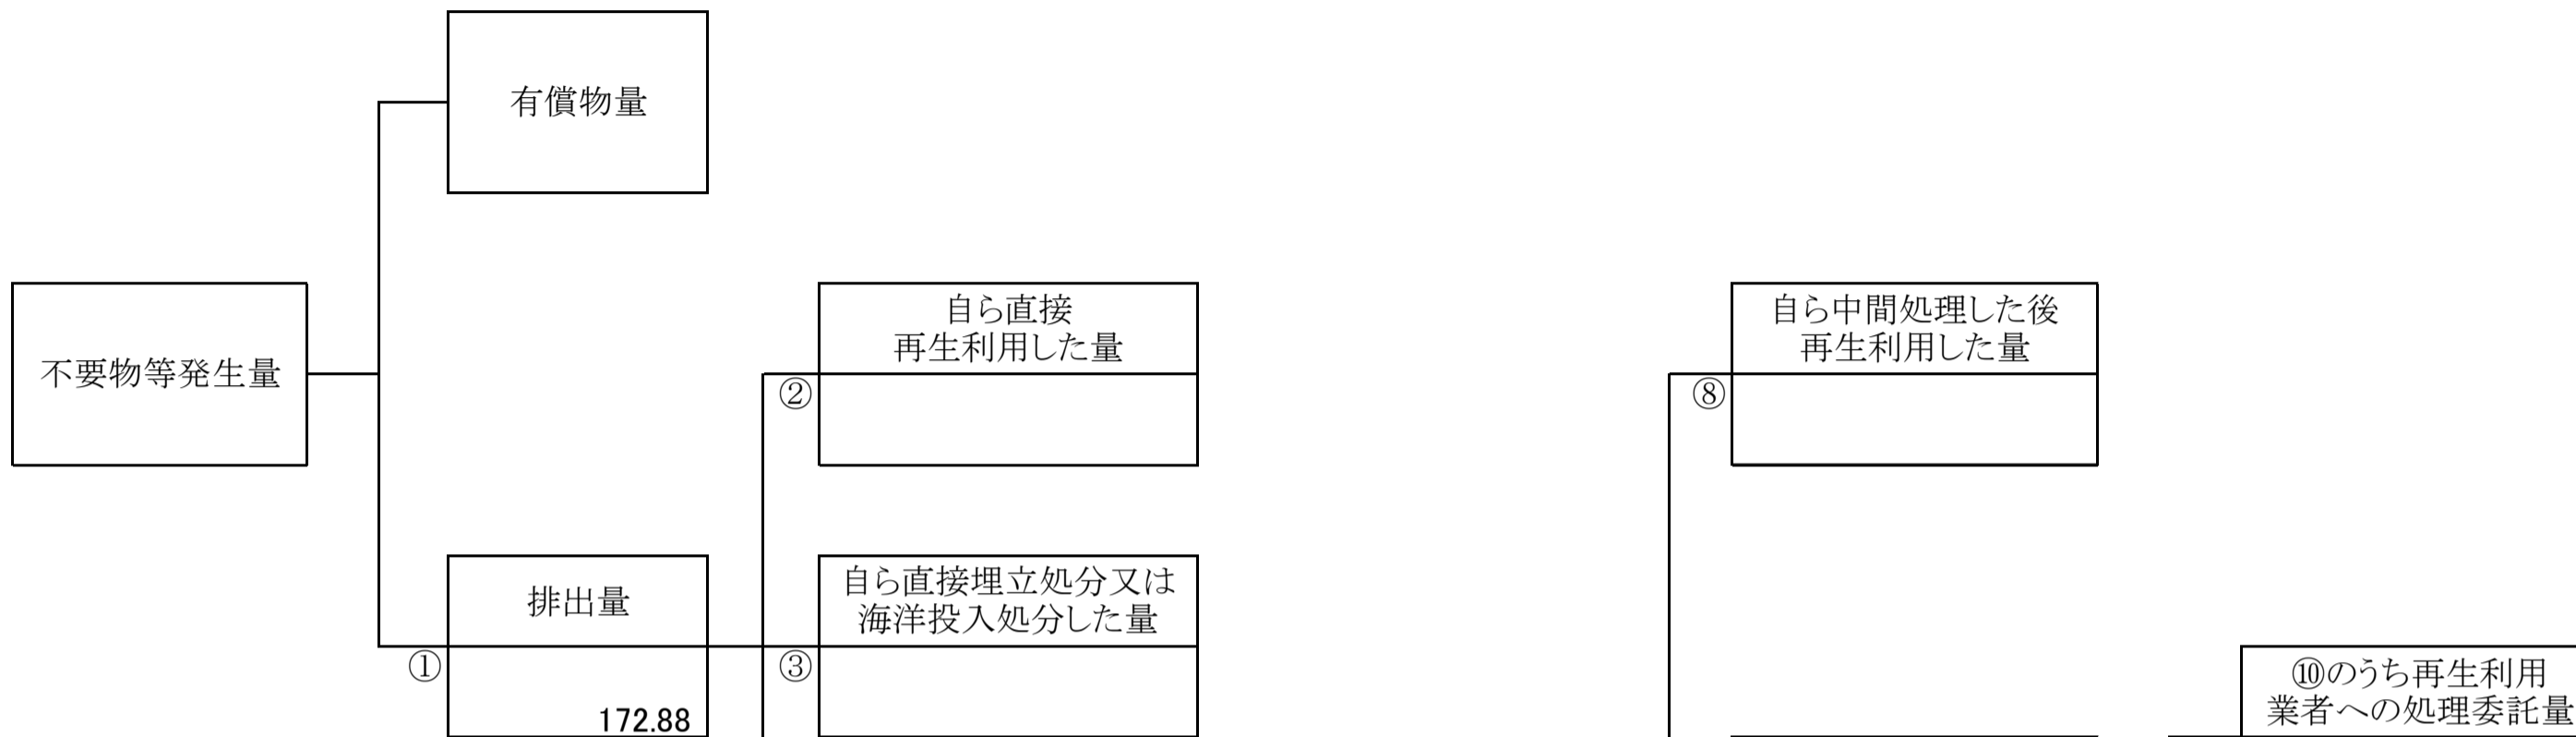 有償物量
不要物等発生量
自ら直接
再生利用した量
②
自ら中間処理した後
再生利用した量
⑧
排出量
①
172.88
自ら直接埋立処分又は
海洋投入処分した量
③
⑩のうち再生利用
業者への処理委託量